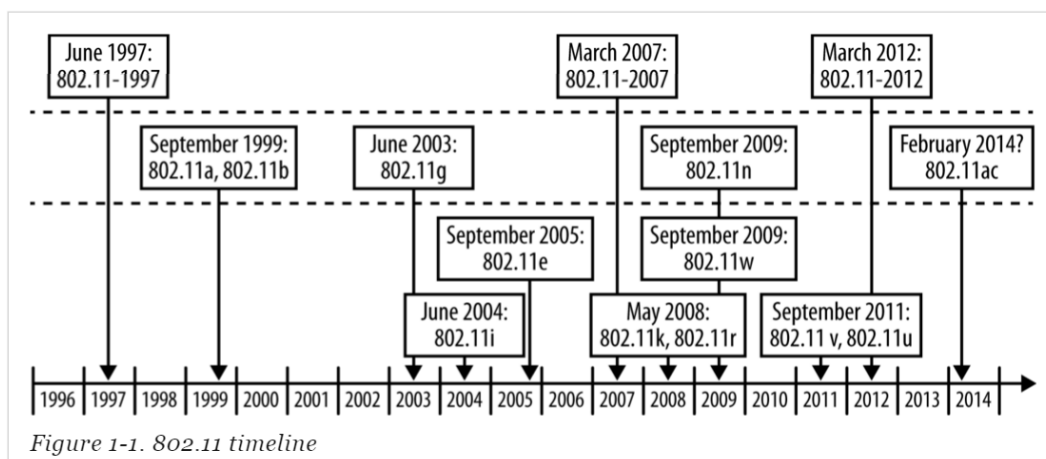 June 1997:
802.11-1997
March 2007:
802.11-2007
March 2012:
802.11-2012
September 1999:
802.11a, 802.11b
June 2003:
802.11g
September 2009:
802.11n
February 2014?
802.11ac
September 2005:
802.11e
September 2009:
802.11w
June 2004:
802.11i
May 2008:
802.11k, 802.11r
September 2011:
802.11 v, 802.11u
1996 1997 1998 1999 2000 2001 2002 2003 2004 2005 2006 2007 2008 2009 2010 2011 2012 2013 2014
Figure 1-1. 802.11 timeline